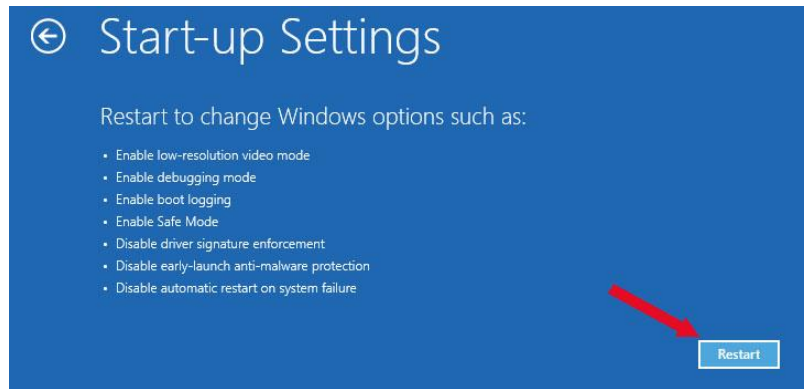 Start-up Settings
Restart to change Windows options such as:
• Enable low-resolution video mode
• Enable debugging mode
• Enable boot logging
• Enable Safe Mode
• Disable driver signature enforcement
• Disable early-launch anti-malware protection
• Disable automatic restart on system failure
Restart